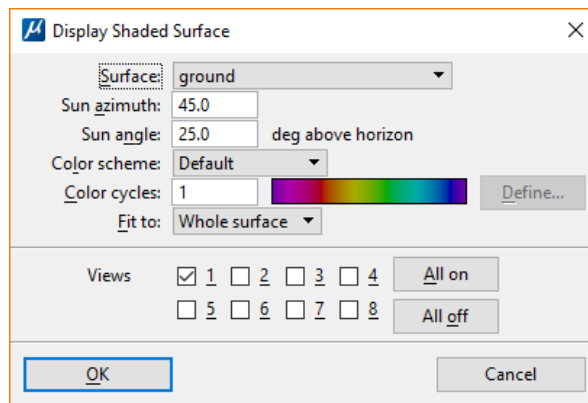 Display Shaded Surface
Surface: ground
Sun azimuth: 45.0
Sun angle: 25.0 deg above horizon
Color scheme: Default
Color cycles: 1 Define...
Fit to: Whole surface
Views 1 2 3 4 All on
5 6 7 8 All off
OK Cancel